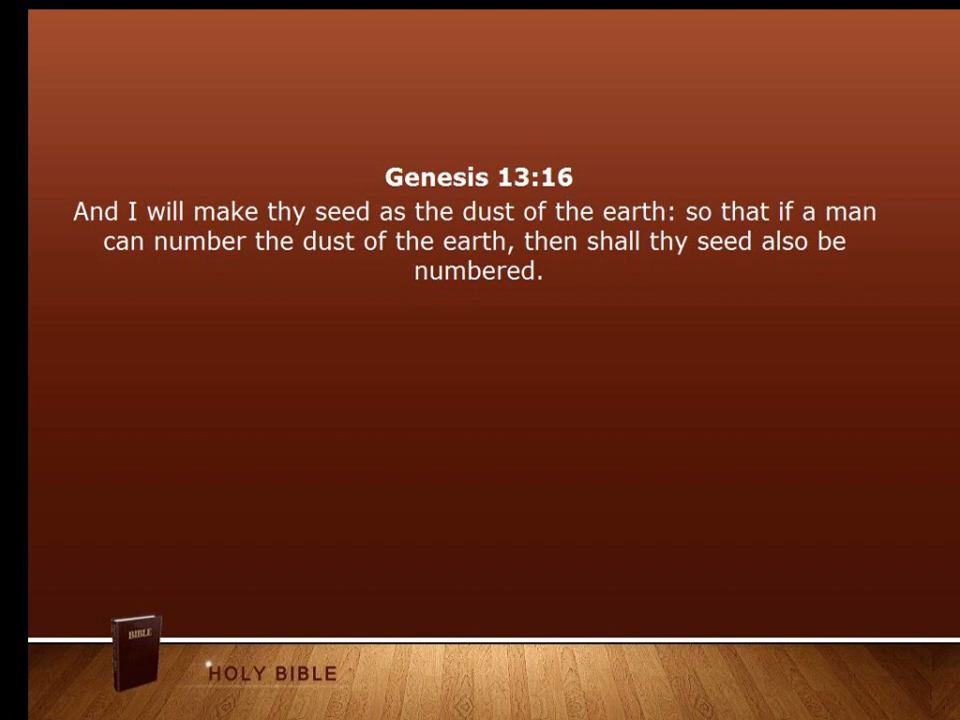 Genesis 13:16
And I will make thy seed as the dust of the earth: so that if a man
can number the dust of the earth, then shall thy seed also be
numbered.
BIBLE
HOLY BIBLE